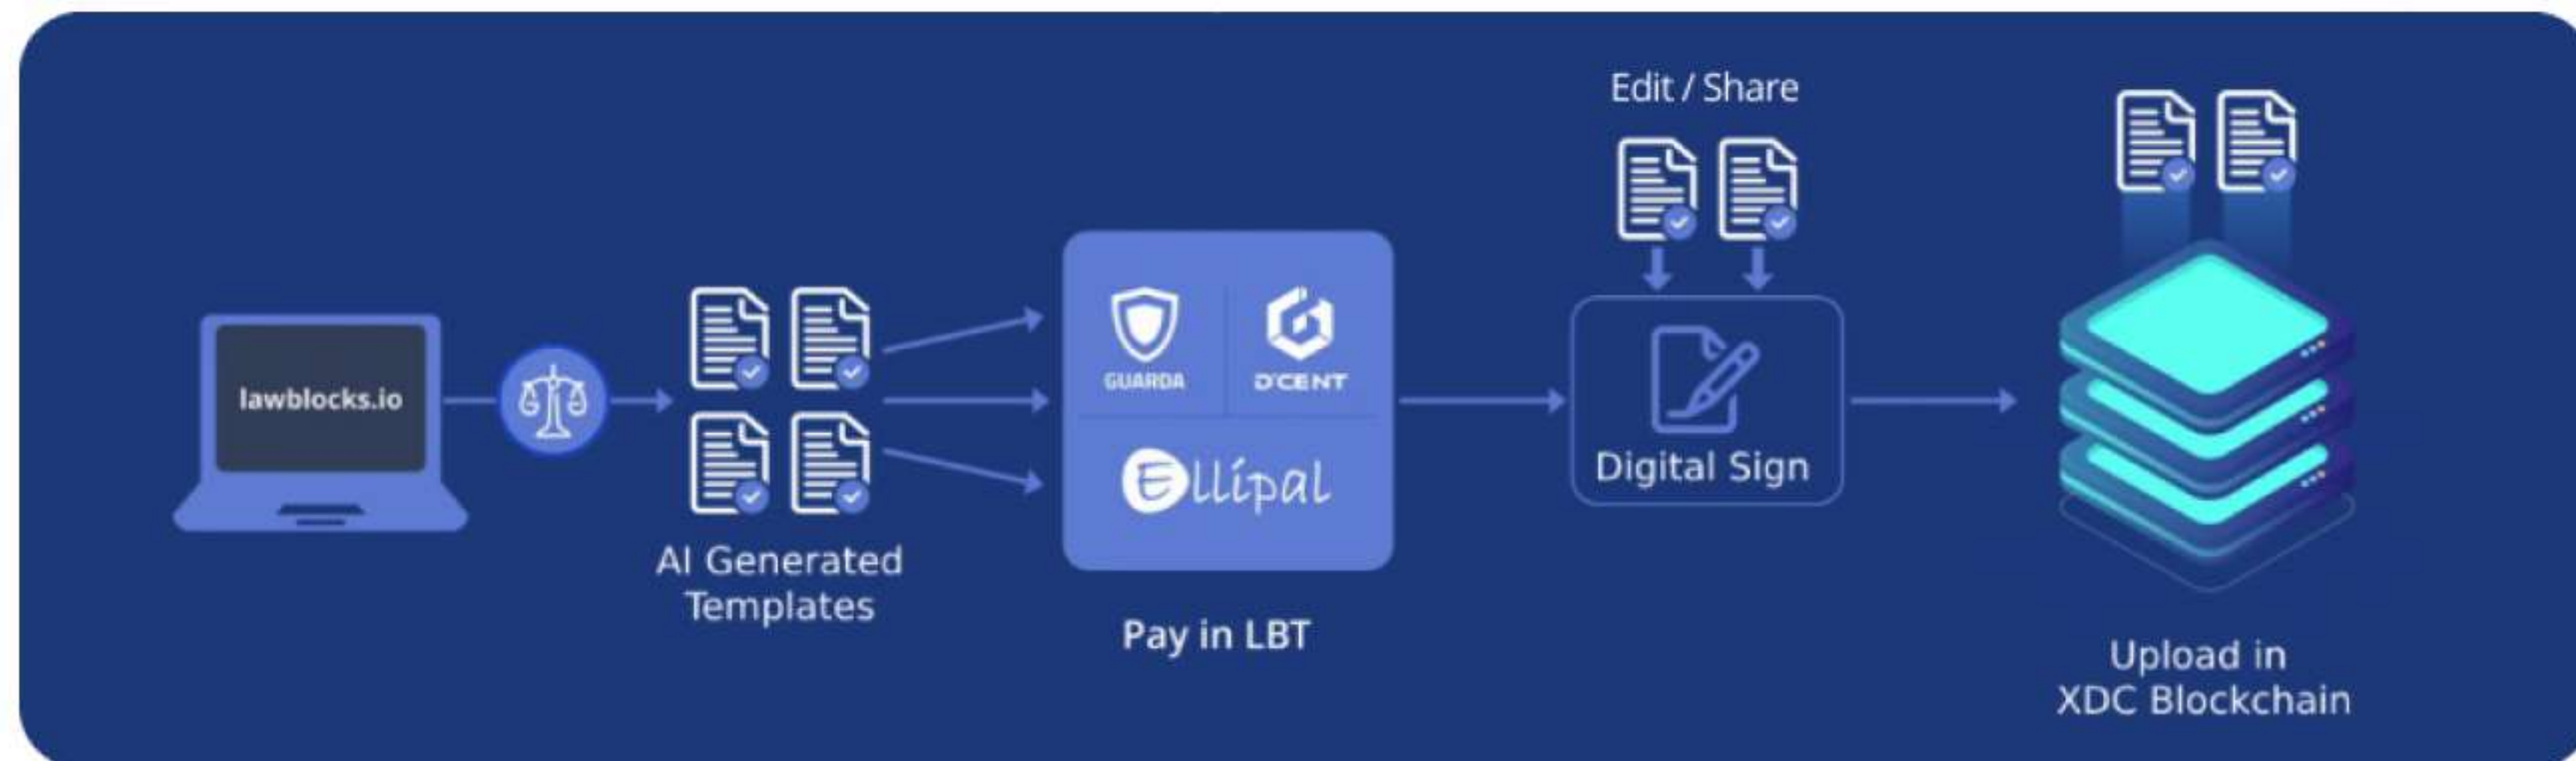 lawblocks.io
AI Generated
Templates
GUARDA
D'CENT
Ellipal
Pay in LBT
Edit / Share
Digital Sign
Upload in
XDC Blockchain